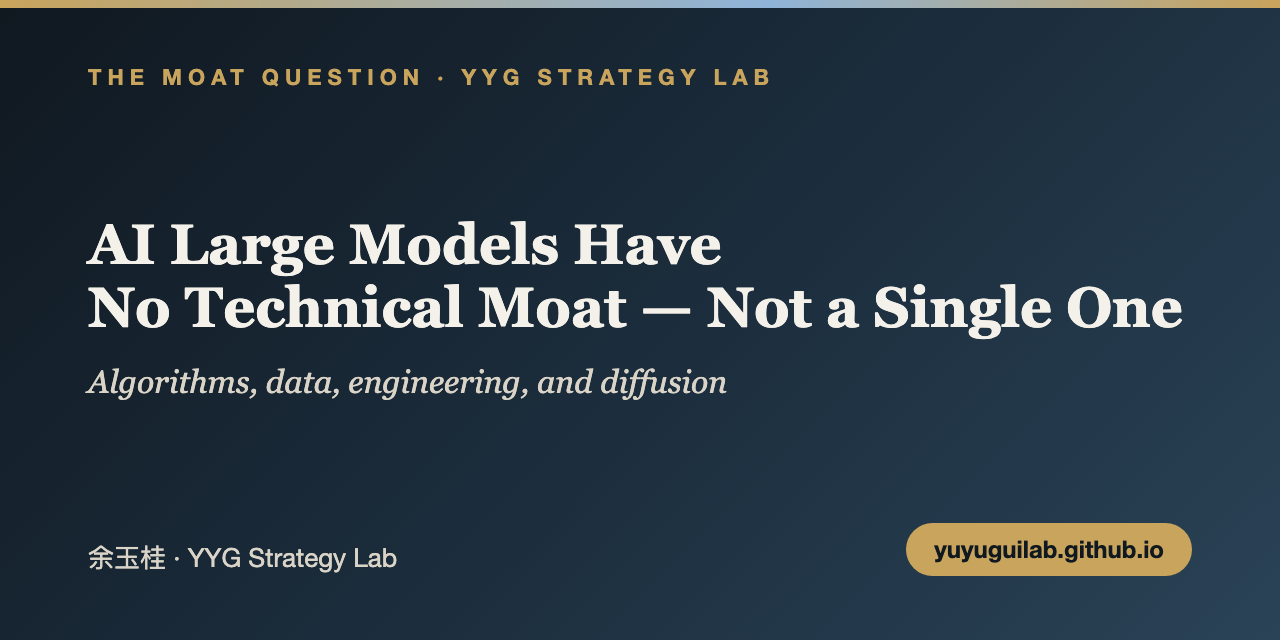 THE MOAT QUESTION · YYG STRATEGY LAB
AI Large Models Have
No Technical Moat — Not a Single One
Algorithms, data, engineering, and diffusion
余玉桂 · YYG Strategy Lab
yuyuguilab.github.io